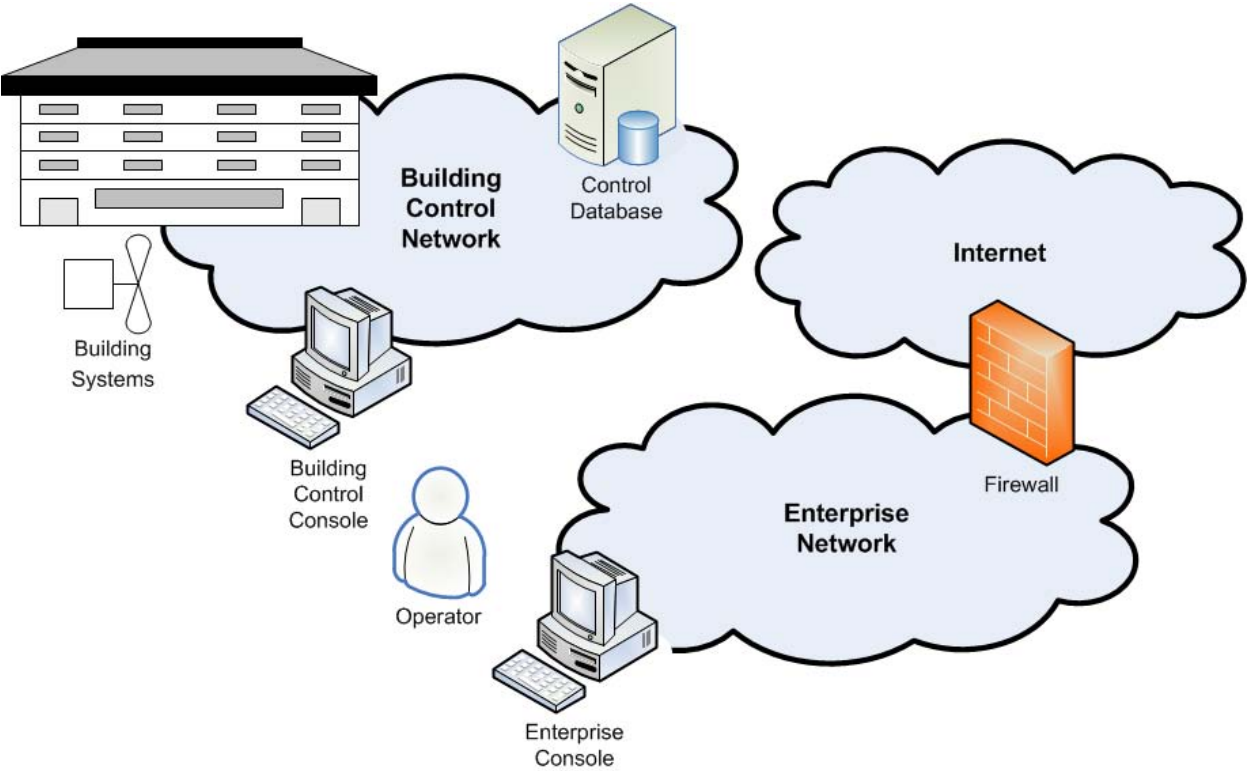 Building
Control
Network
Control
Database
Internet
Building
Systems
Building
Control
Console
Operator
Firewall
Enterprise
Network
Enterprise
Console